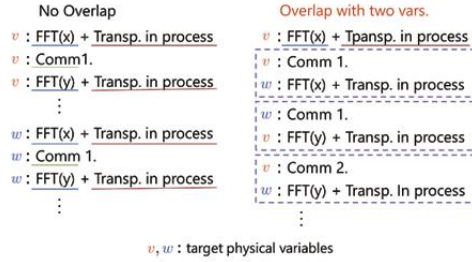 No Overlap
v : FFT(x) + Transp. in process
v : Comm1.
v : FFT(y) + Transp. in process
⋮
w : FFT(x) + Transp. in process
w : Comm 1.
w : FFT(y) + Transp. in process
⋮
Overlap with two vars.
v : FFT(x) + Tpansp. in process
v : Comm 1.
w : FFT(x) + Transp. in process
w : Comm 1.
v : FFT(y) + Transp. in process
v : Comm 2.
w : FFT(y) + Transp. In process
⋮
v, w : target physical variables